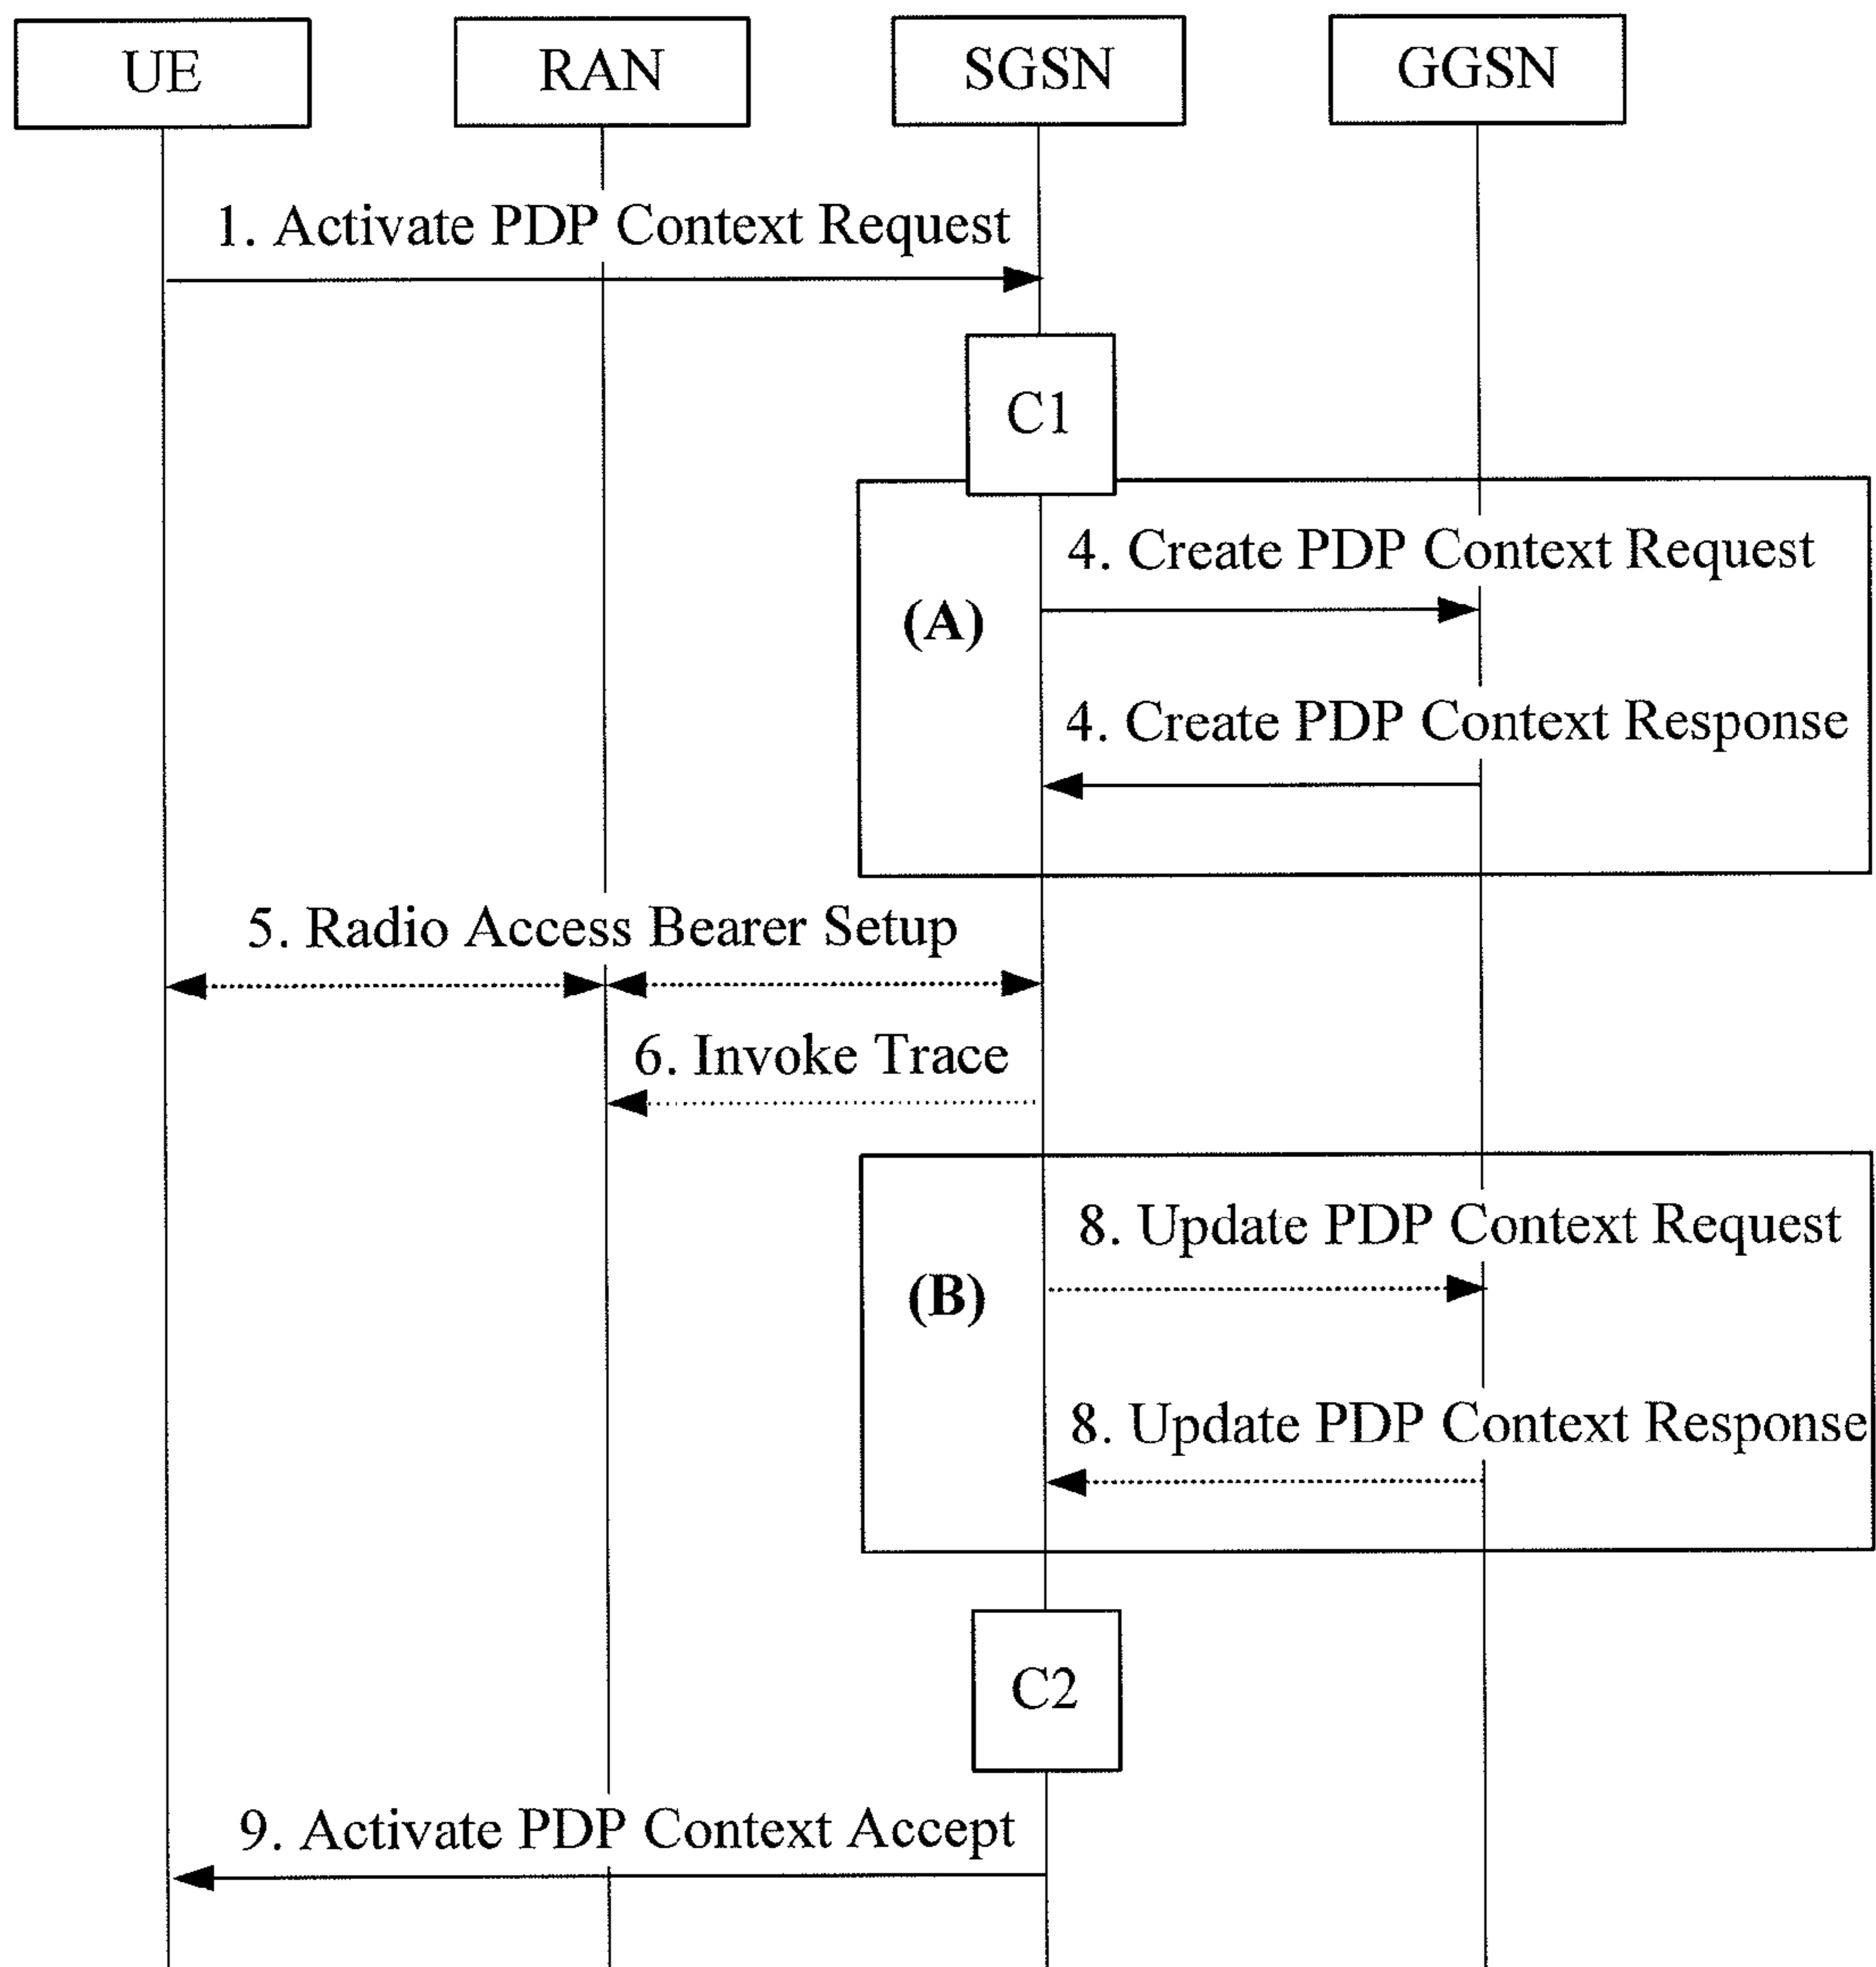 UE
RAN
SGSN
GGSN
1. Activate PDP Context Request
C1
4. Create PDP Context Request
(A)
4. Create PDP Context Response
5. Radio Access Bearer Setup
6. Invoke Trace
8. Update PDP Context Request
(B)
8. Update PDP Context Response
C2
9. Activate PDP Context Accept